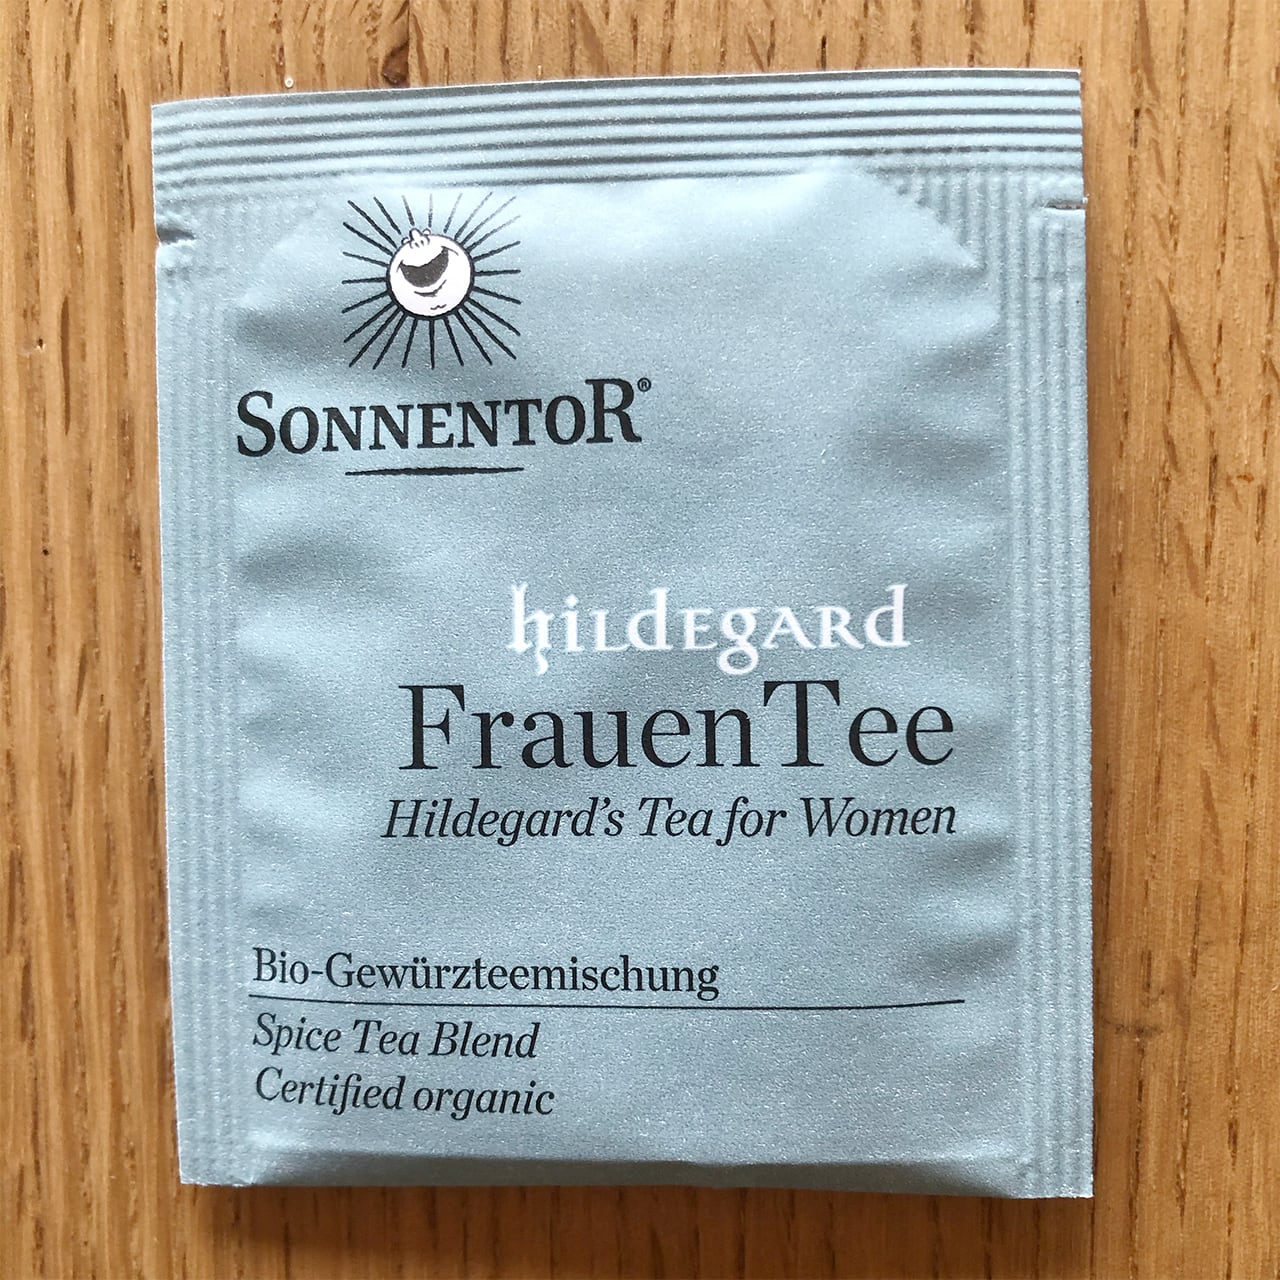 SONNENTOR®
hildegard
FrauenTee
Hildegard's Tea for Women
Bio-Gewürzteemischung
Spice Tea Blend
Certified organic